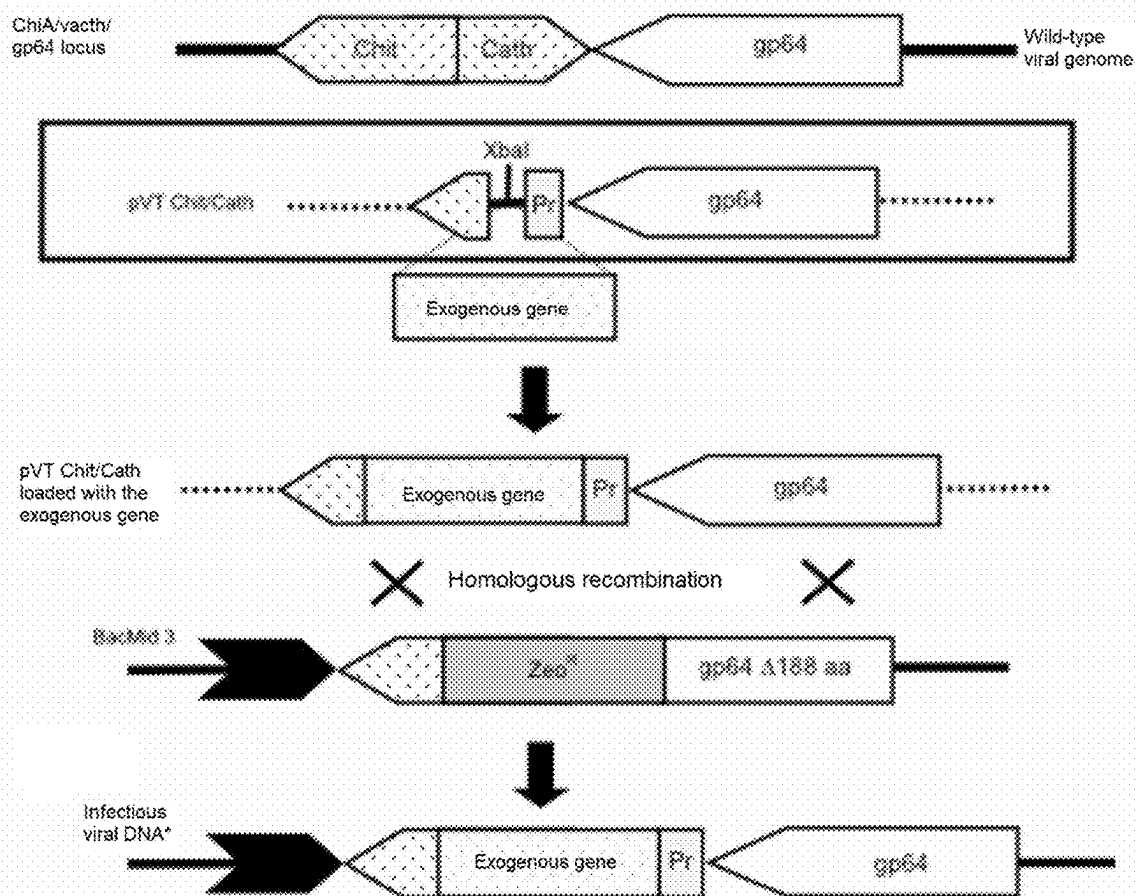 ChiA/vacth/
gp64 locus
Chit
Cath
gp64
Wild-type
viral genome
XbaI
pVT Chit/Cath
Pr
gp64
Exogenous gene
pVT Chit/Cath
loaded with the
exogenous gene
Exogenous gene
Pr
gp64
Homologous recombination
BacMid 3
Zeoᴿ
gp64 Δ188 aa
Infectious
viral DNA*
Exogenous gene
Pr
gp64